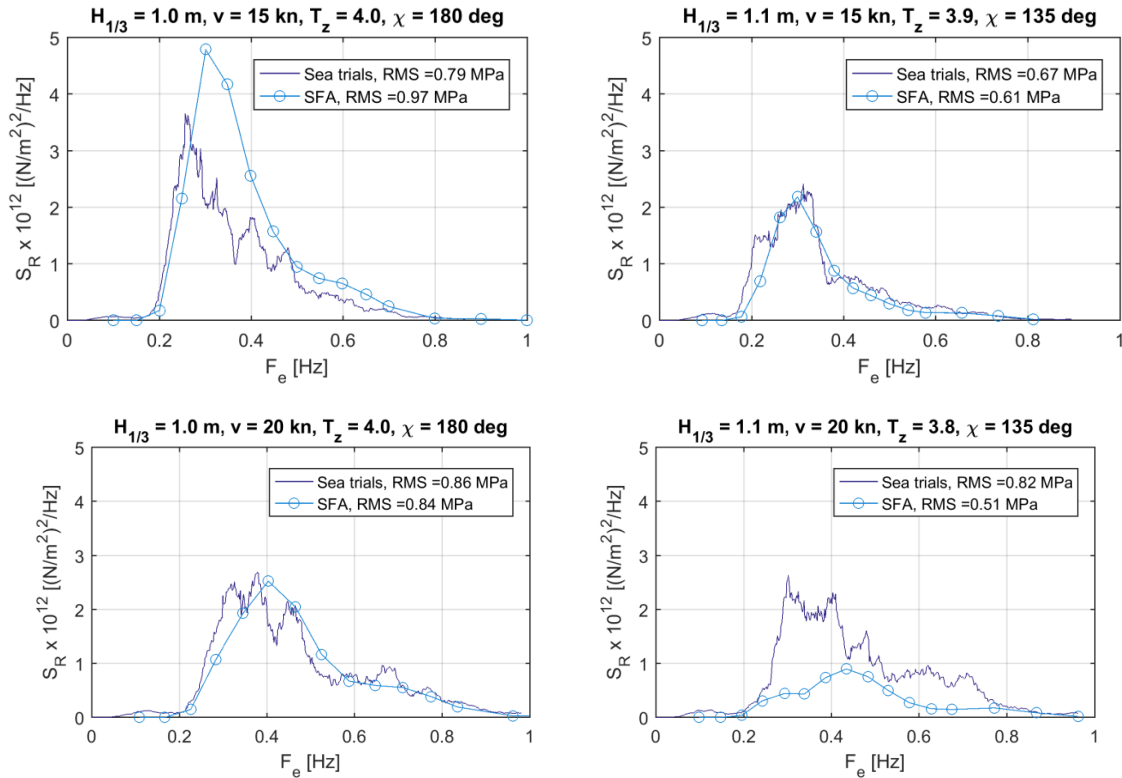 H1/3 = 1.0 m, v = 15 kn, Tz = 4.0, χ = 180 deg
5
4
3
2
1
0
SR x 10^12 [(N/m^2)^2/Hz]
Sea trials, RMS =0.79 MPa
SFA, RMS =0.97 MPa
0 0.2 0.4 0.6 0.8 1
Fe [Hz]
H1/3 = 1.1 m, v = 15 kn, Tz = 3.9, χ = 135 deg
5
4
3
2
1
0
SR x 10^12 [(N/m^2)^2/Hz]
Sea trials, RMS =0.67 MPa
SFA, RMS =0.61 MPa
0 0.2 0.4 0.6 0.8 1
Fe [Hz]
H1/3 = 1.0 m, v = 20 kn, Tz = 4.0, χ = 180 deg
5
4
3
2
1
0
SR x 10^12 [(N/m^2)^2/Hz]
Sea trials, RMS =0.86 MPa
SFA, RMS =0.84 MPa
0 0.2 0.4 0.6 0.8 1
Fe [Hz]
H1/3 = 1.1 m, v = 20 kn, Tz = 3.8, χ = 135 deg
5
4
3
2
1
0
SR x 10^12 [(N/m^2)^2/Hz]
Sea trials, RMS =0.82 MPa
SFA, RMS =0.51 MPa
0 0.2 0.4 0.6 0.8 1
Fe [Hz]